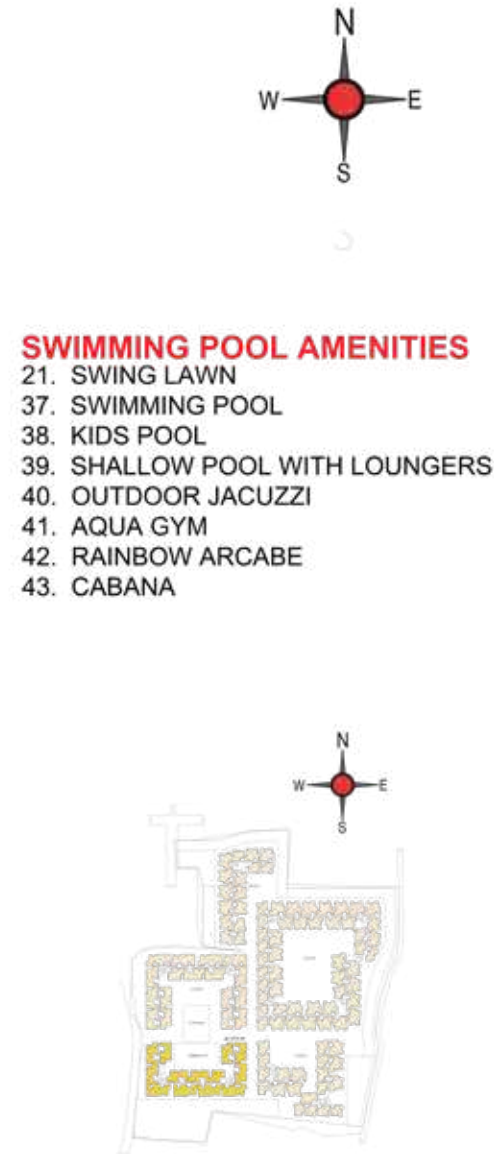 N
W E
S
SWIMMING POOL AMENITIES
21. SWING LAWN
37. SWIMMING POOL
38. KIDS POOL
39. SHALLOW POOL WITH LOUNGERS
40. OUTDOOR JACUZZI
41. AQUA GYM
42. RAINBOW ARCABE
43. CABANA
N
W E
S